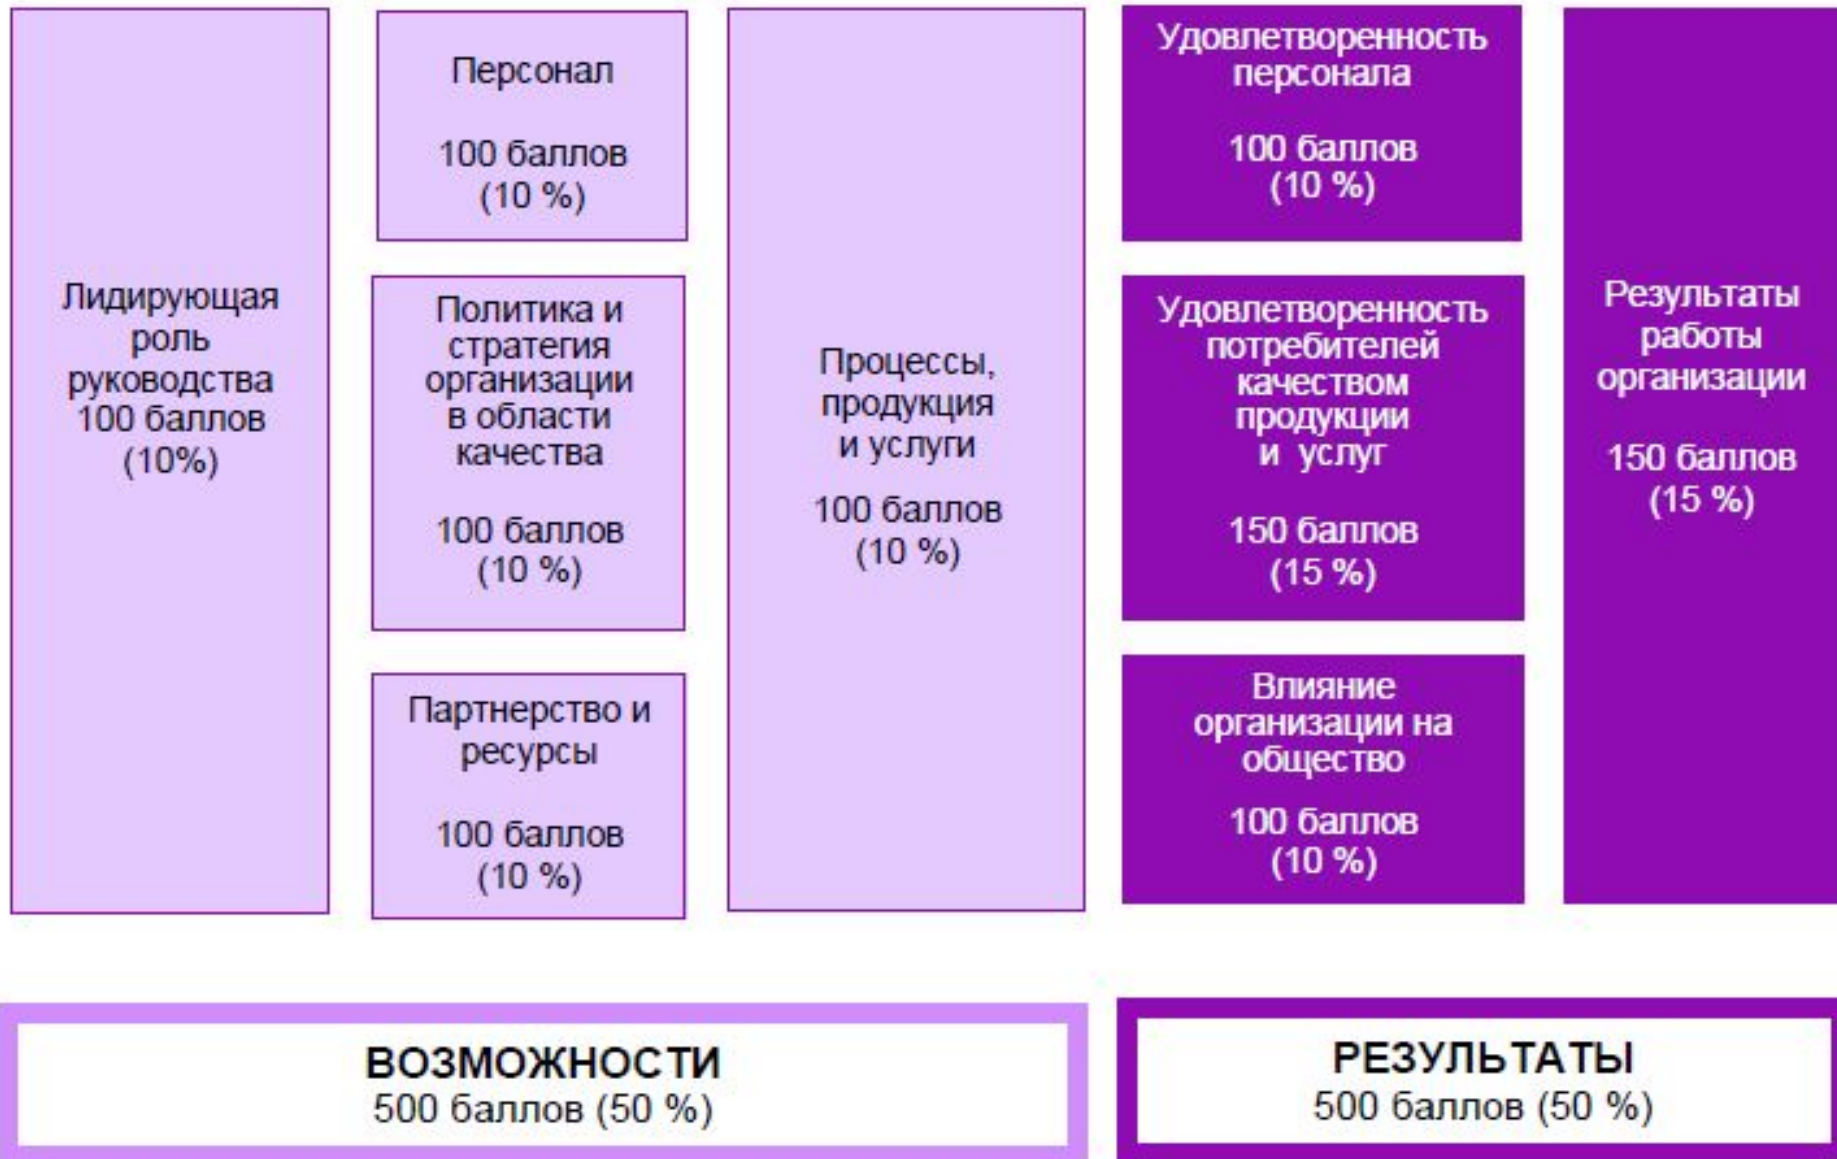 Лидирующая
роль
руководства
100 баллов
(10%)
Персонал
100 баллов
(10 %)
Политика и
стратегия
организации
в области
качества
100 баллов
(10 %)
Партнерство и
ресурсы
100 баллов
(10 %)
Процессы,
продукция
и услуги
100 баллов
(10 %)
Удовлетворенность
персонала
100 баллов
(10 %)
Удовлетворенность
потребителей
качеством
продукции
и услуг
150 баллов
(15 %)
Влияние
организации на
общество
100 баллов
(10 %)
Результаты
работы
организации
150 баллов
(15 %)
ВОЗМОЖНОСТИ
500 баллов (50 %)
РЕЗУЛЬТАТЫ
500 баллов (50 %)